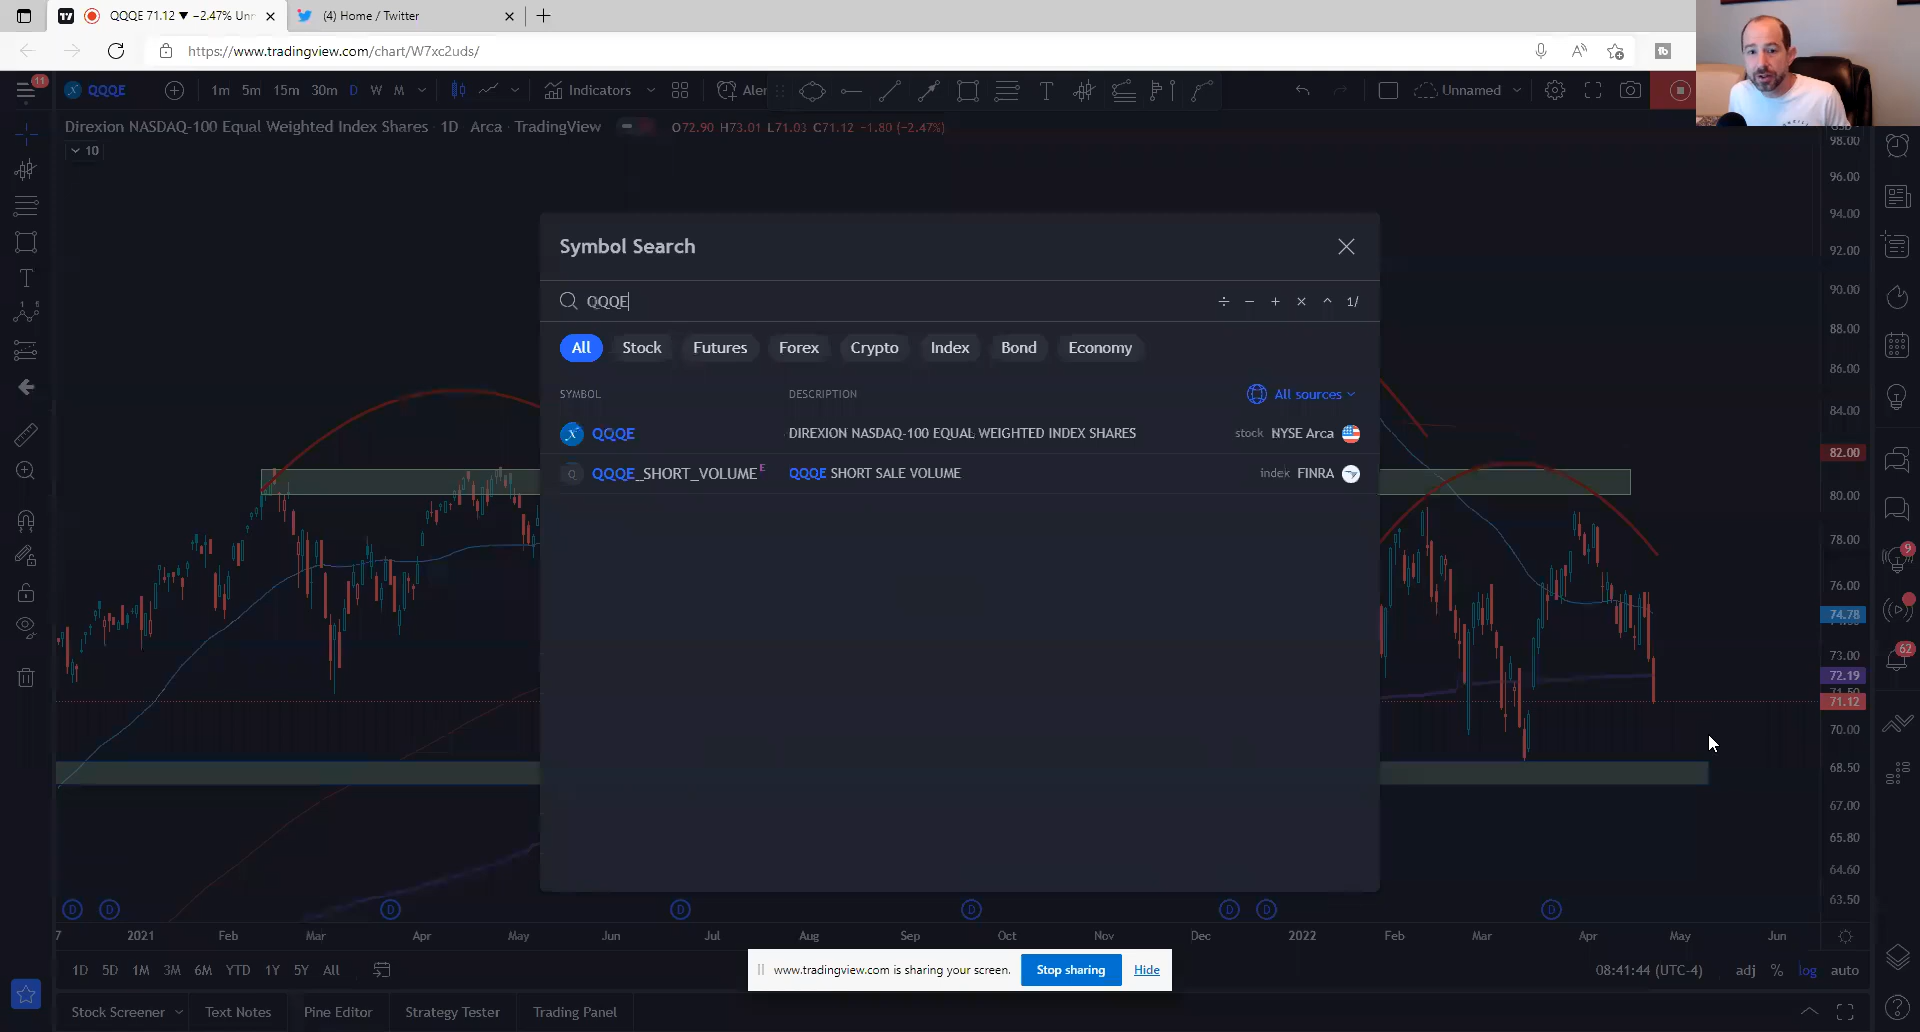 QQQE 71.12 ▼ −2.47% Unn
(4) Home / Twitter
https://www.tradingview.com/chart/W7xc2uds/
11
QQQE
1m 5m 15m 30m D W M
Indicators
Aler
Unnamed
Direxion NASDAQ-100 Equal Weighted Index Shares · 1D Arca · TradingView
O72.90 H73.01 L71.03 C71.12 −1.80 (−2.47%)
10
Symbol Search
QQQE
÷ − + × ^ 1/
All Stock Futures Forex Crypto Index Bond Economy
SYMBOL DESCRIPTION All sources
QQQE DIREXION NASDAQ-100 EQUAL WEIGHTED INDEX SHARES stock NYSE Arca
QQQE_SHORT_VOLUME E QQQE SHORT SALE VOLUME index FINRA
98.00
96.00
94.00
92.00
90.00
88.00
86.00
84.00
82.00
80.00
78.00
76.00
74.78
73.00
72.19
71.50
71.12
70.00
68.50
67.00
65.80
64.60
63.50
9
62
D D D D D D D D
7 2021 Feb Mar Apr May Jun Jul Aug Sep Oct Nov Dec 2022 Feb Mar Apr May Jun
1D 5D 1M 3M 6M YTD 1Y 5Y All
www.tradingview.com is sharing your screen. Stop sharing Hide
08:41:44 (UTC-4) adj % log auto
Stock Screener Text Notes Pine Editor Strategy Tester Trading Panel